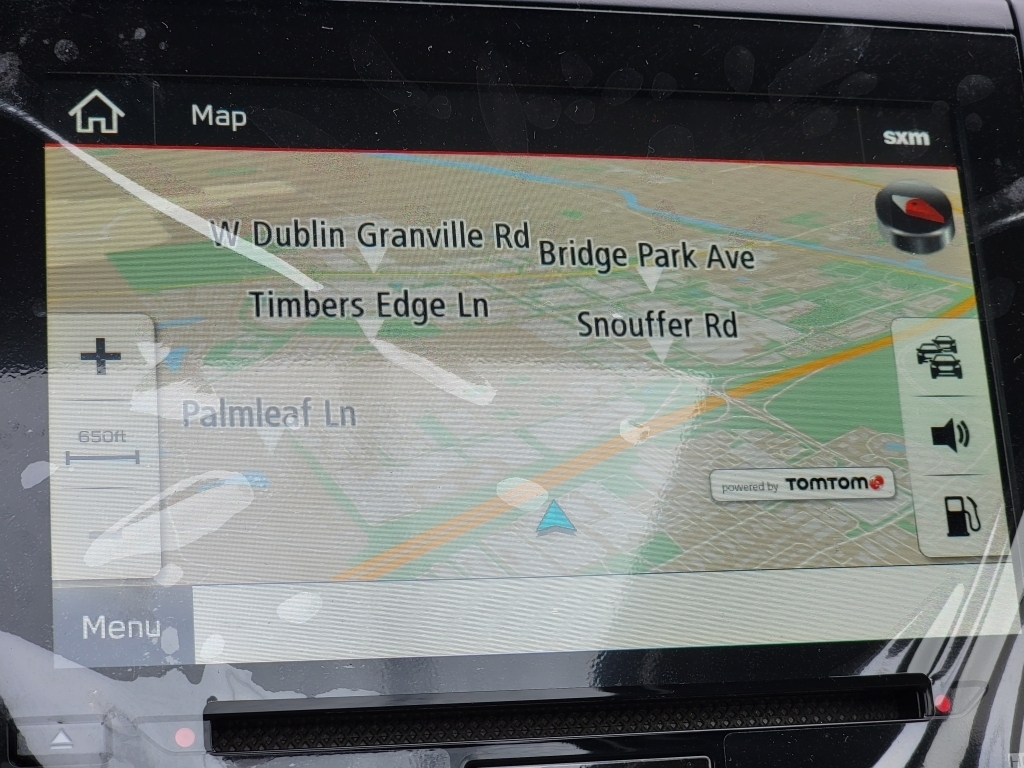 Map
sxm
W Dublin Granville Rd
Bridge Park Ave
Timbers Edge Ln
Snouffer Rd
Palmleaf Ln
650ft
powered by TOMTOM
Menu